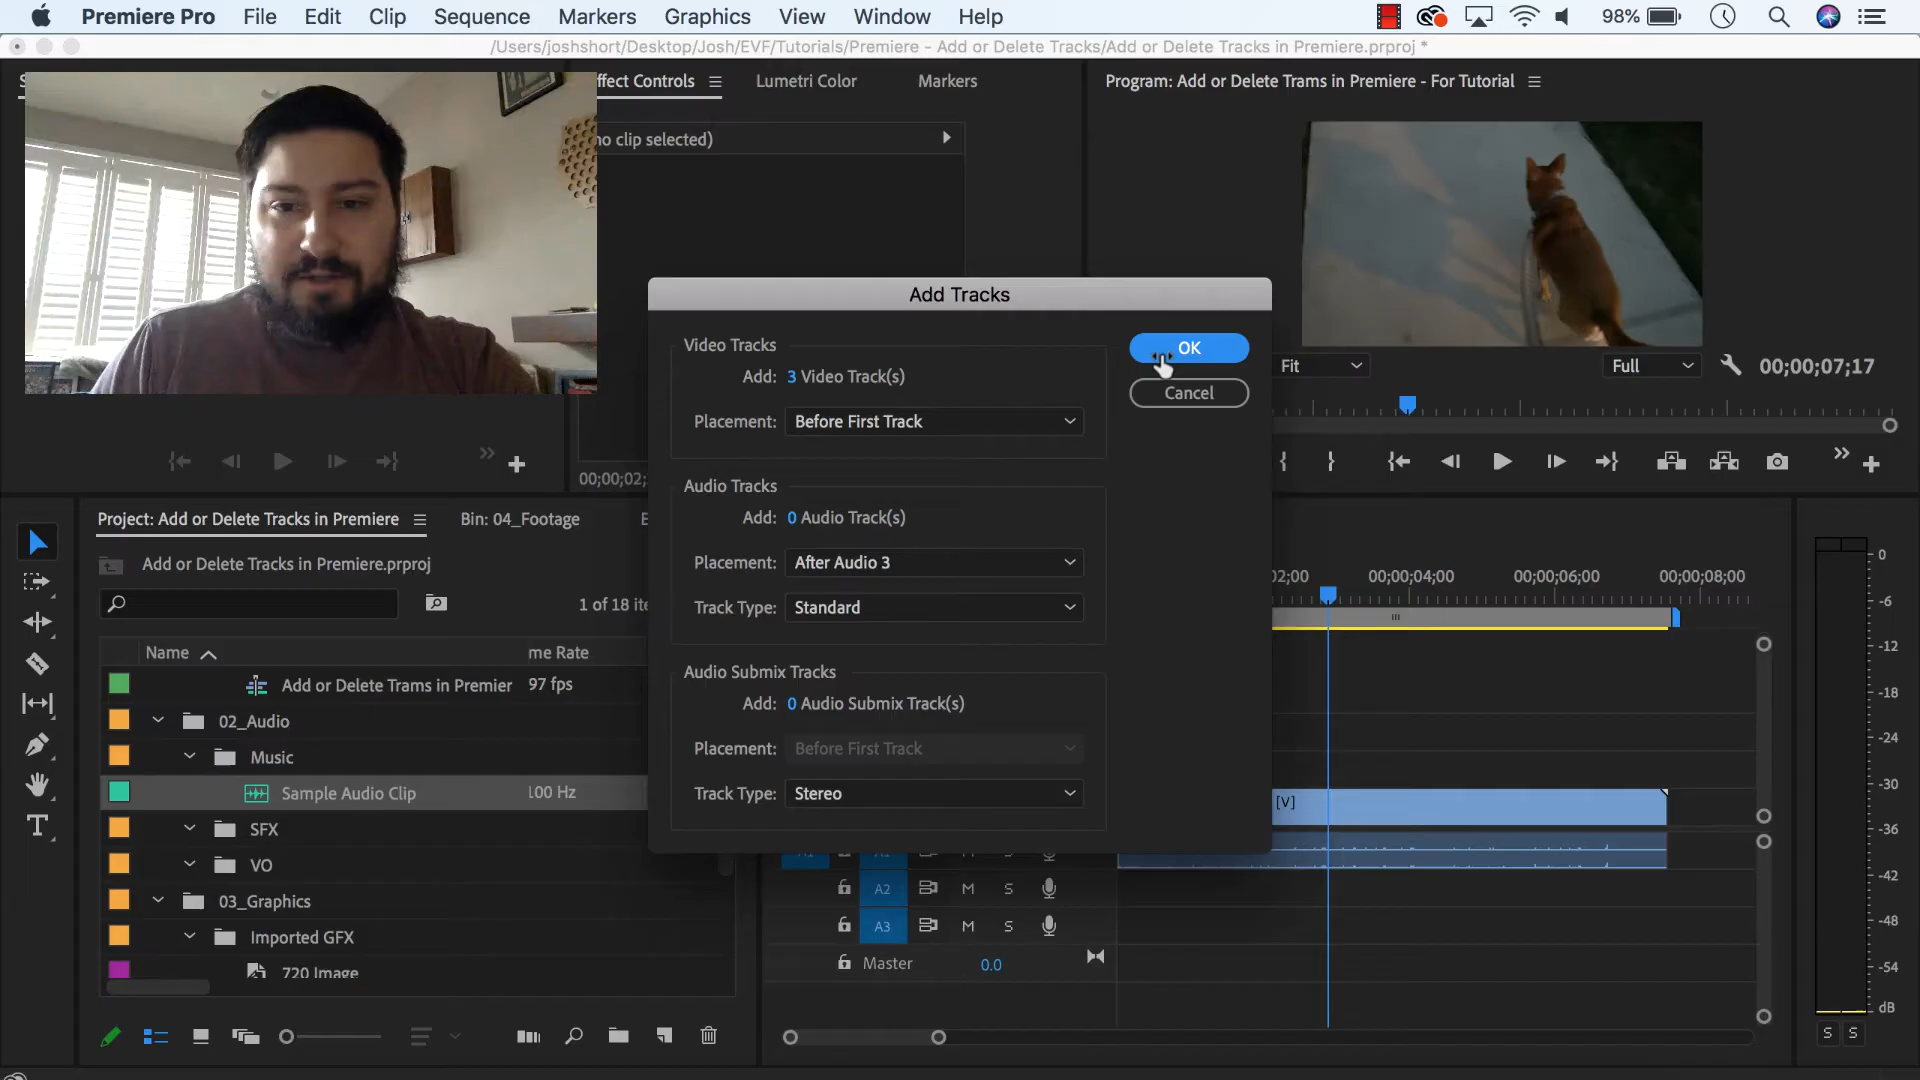 Premiere Pro File Edit Clip Sequence Markers Graphics View Window Help 98%
/Users/joshshort/Desktop/Josh/EVF/Tutorials/Premiere - Add or Delete Tracks/Add or Delete Tracks in Premiere.prproj *
ffect Controls Lumetri Color Markers
Program: Add or Delete Trams in Premiere - For Tutorial
no clip selected)
Add Tracks
Video Tracks
Add: 3 Video Track(s)
Placement: Before First Track
OK
Cancel
Audio Tracks
Add: 0 Audio Track(s)
Placement: After Audio 3
Track Type: Standard
Audio Submix Tracks
Add: 0 Audio Submix Track(s)
Placement: Before First Track
Track Type: Stereo
Fit Full 00;00;07;17
00;00;02;
Project: Add or Delete Tracks in Premiere Bin: 04_Footage
Add or Delete Tracks in Premiere.prproj
1 of 18 ite
Name me Rate
Add or Delete Trams in Premier 97 fps
02_Audio
Music
Sample Audio Clip 100 Hz
SFX
VO
03_Graphics
Imported GFX
720 Image
02;00 00;00;04;00 00;00;06;00 00;00;08;00
[V]
A2 M S
A3 M S
Master 0.0
0
-6
-12
-18
-24
-30
-36
-42
-48
-54
dB
S S